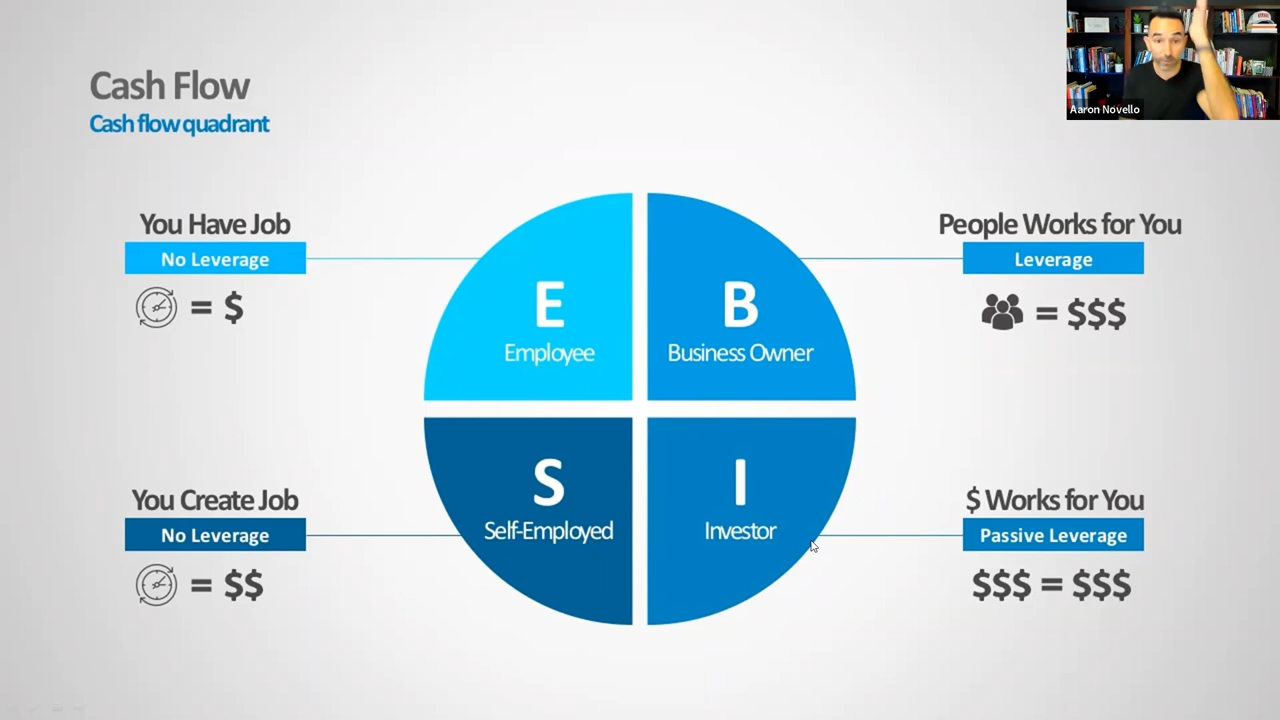 Cash Flow
Cash flow quadrant
Aaron Novello
You Have Job
No Leverage
= $
E
Employee
B
Business Owner
People Works for You
Leverage
= $$$
You Create Job
No Leverage
= $$
S
Self-Employed
I
Investor
$ Works for You
Passive Leverage
$$$ = $$$